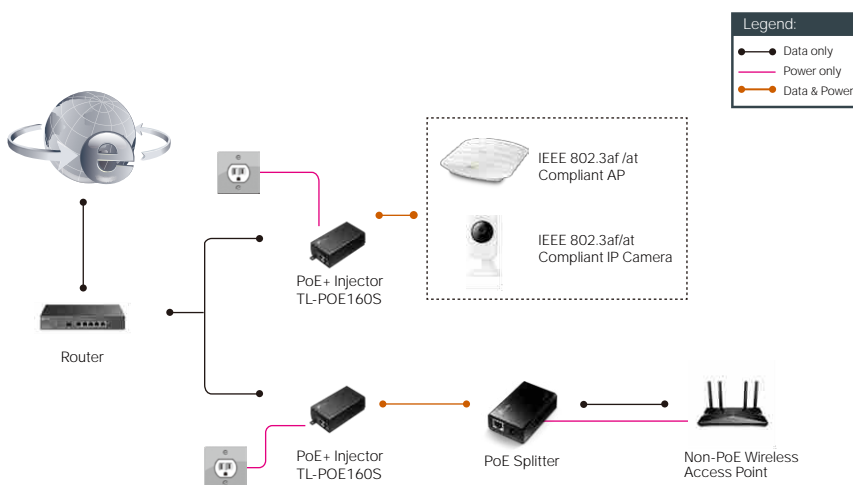 Legend:
Data only
Power only
Data & Power
IEEE 802.3af /at
Compliant AP
IEEE 802.3af/at
Compliant IP Camera
PoE+ Injector
TL-POE160S
Router
PoE+ Injector
TL-POE160S
PoE Splitter
Non-PoE Wireless
Access Point